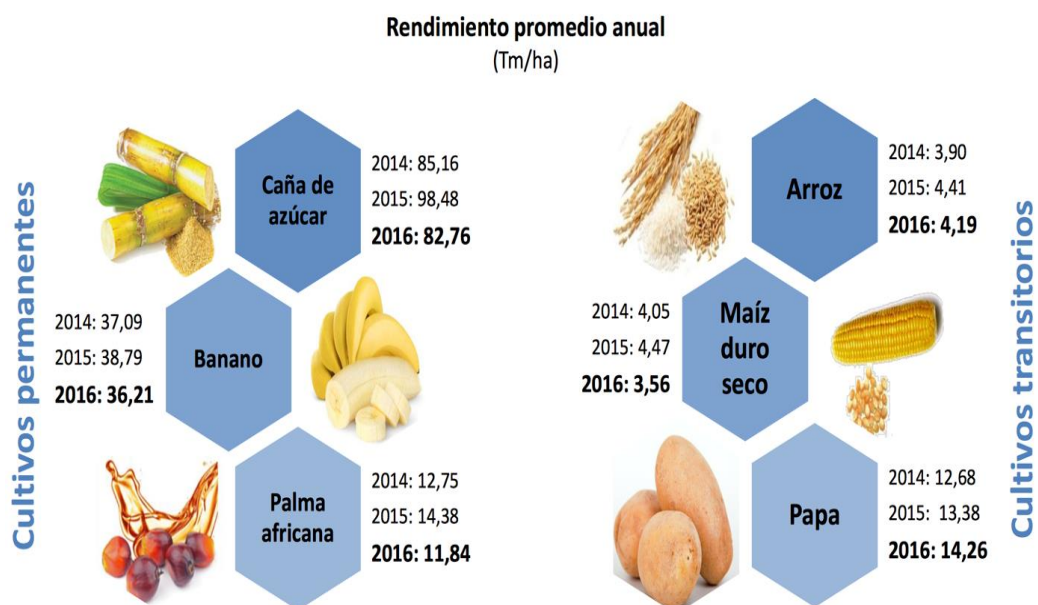 Rendimiento promedio anual
(Tm/ha)
Cultivos permanentes
Caña de
azúcar
2014: 85,16
2015: 98,48
2016: 82,76
2014: 37,09
2015: 38,79
2016: 36,21
Banano
Palma
africana
2014: 12,75
2015: 14,38
2016: 11,84
Arroz
2014: 3,90
2015: 4,41
2016: 4,19
2014: 4,05
2015: 4,47
2016: 3,56
Maíz
duro
seco
Papa
2014: 12,68
2015: 13,38
2016: 14,26
Cultivos transitorios